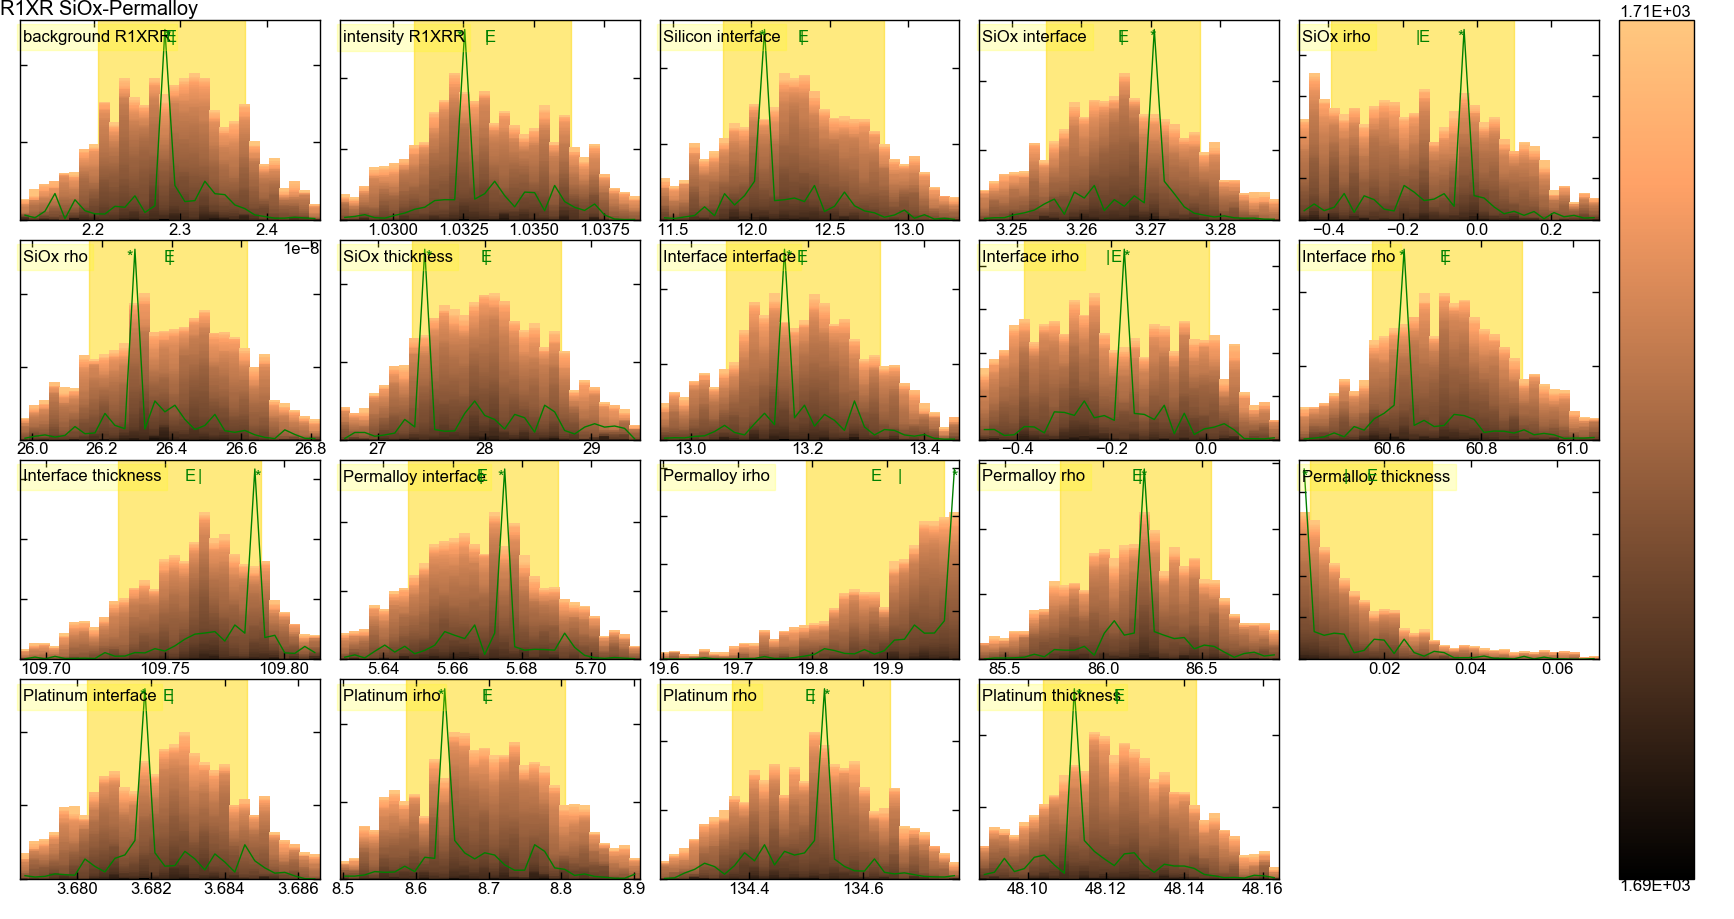 R1XR SiOx-Permalloy
1.71E+03
background R1XRR
intensity R1XRR
Silicon interface
SiOx interface
SiOx irho
2.2 2.3 2.4
1.0300 1.0325 1.0350 1.0375
11.5 12.0 12.5 13.0
3.25 3.26 3.27 3.28
−0.4 −0.2 0.0 0.2
1e−8
SiOx rho
SiOx thickness
Interface interface
Interface irho
Interface rho
26.0 26.2 26.4 26.6 26.8
27 28 29
13.0 13.2 13.4
−0.4 −0.2 0.0
60.6 60.8 61.0
Interface thickness
Permalloy interface
Permalloy irho
Permalloy rho
Permalloy thickness
109.70 109.75 109.80
5.64 5.66 5.68 5.70
19.6 19.7 19.8 19.9
85.5 86.0 86.5
0.02 0.04 0.06
Platinum interface
Platinum irho
Platinum rho
Platinum thickness
3.680 3.682 3.684 3.686
8.5 8.6 8.7 8.8 8.9
134.4 134.6
48.10 48.12 48.14 48.16
1.69E+03